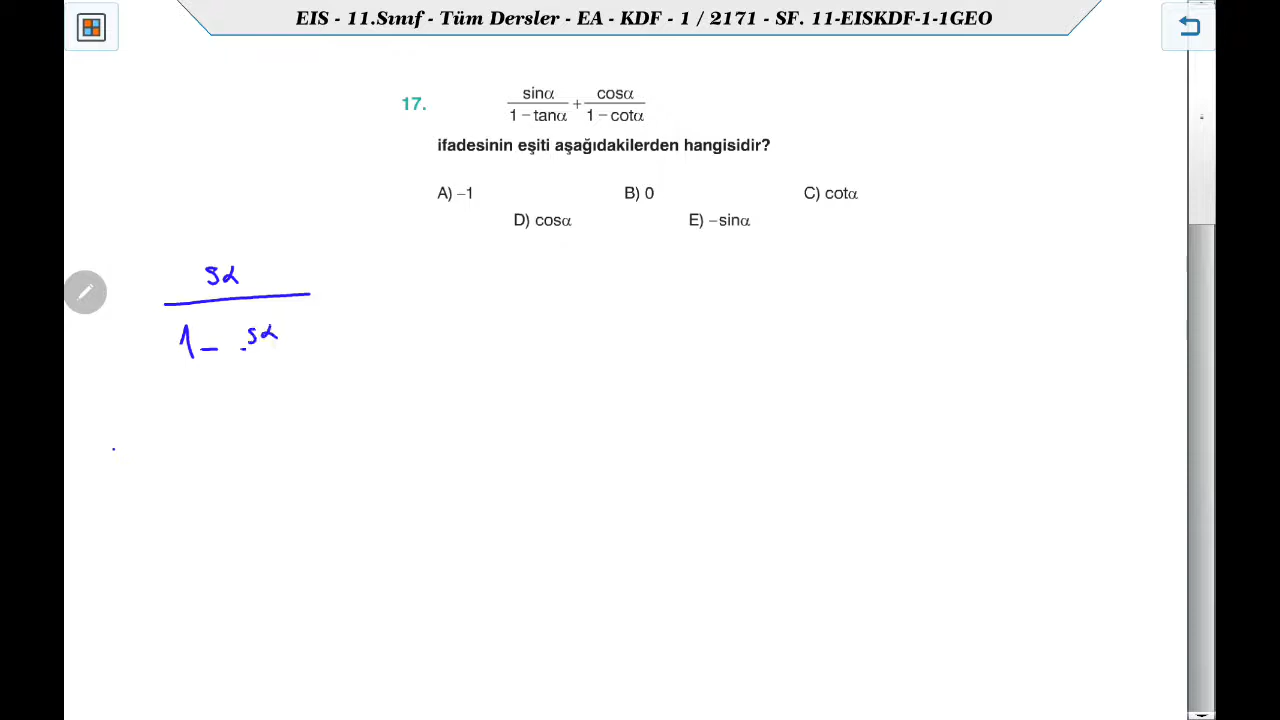 EIS - 11.Sınıf - Tüm Dersler - EA - KDF - 1 / 2171 - SF. 11-EISKDF-1-1GEO
17. sinα/(1 − tanα) + cosα/(1 − cotα)
ifadesinin eşiti aşağıdakilerden hangisidir?
A) −1 B) 0 C) cotα
D) cosα E) −sinα
sα
1 − sα